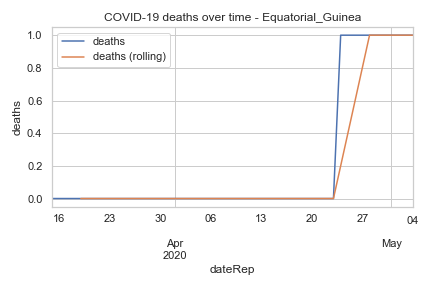 COVID-19 deaths over time - Equatorial_Guinea
deaths
deaths (rolling)
deaths
1.0
0.8
0.6
0.4
0.2
0.0
16 23 30 06 13 20 27 04
Apr May
2020
dateRep